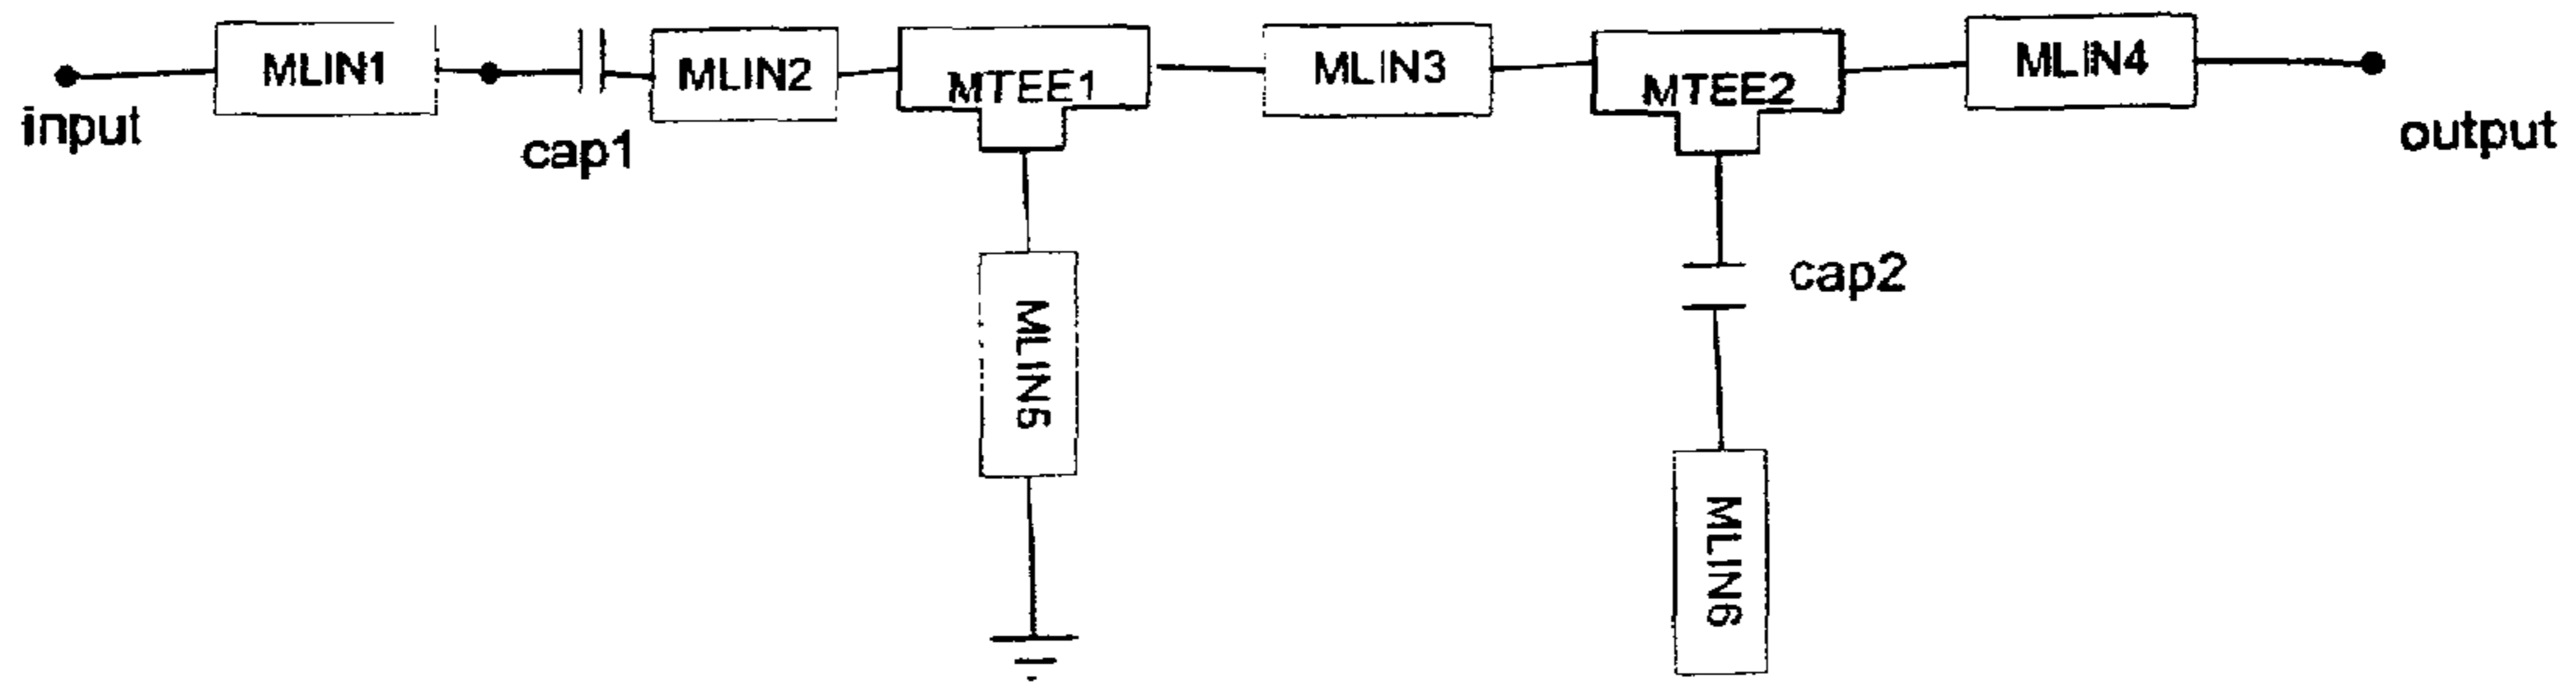 input
MLIN1
cap1
MLIN2
MTEE1
MLIN3
MTEE2
MLIN4
output
MLIN5
cap2
MLIN6